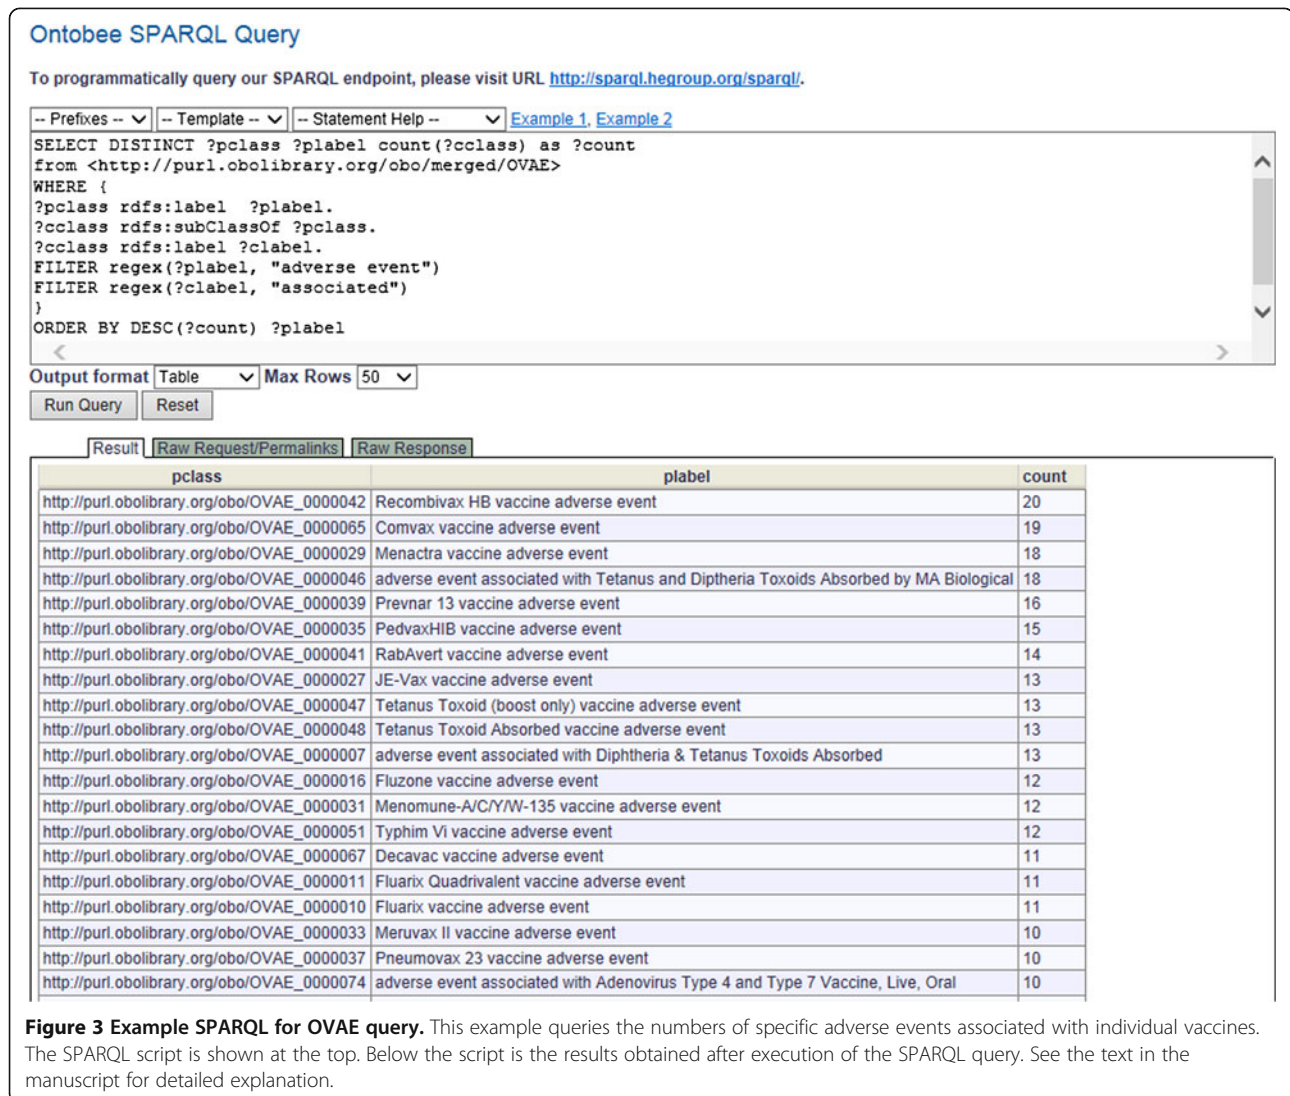 Ontobee SPARQL Query
To programmatically query our SPARQL endpoint, please visit URL http://sparql.hegroup.org/sparql/.
-- Prefixes -- -- Template -- -- Statement Help -- Example 1, Example 2
SELECT DISTINCT ?pclass ?plabel count(?cclass) as ?count
from <http://purl.obolibrary.org/obo/merged/OVAE>
WHERE {
?pclass rdfs:label ?plabel.
?cclass rdfs:subClassOf ?pclass.
?cclass rdfs:label ?clabel.
FILTER regex(?plabel, "adverse event")
FILTER regex(?clabel, "associated")
}
ORDER BY DESC(?count) ?plabel
Output format Table Max Rows 50
Run Query Reset
Result Raw Request/Permalinks Raw Response
pclass plabel count
http://purl.obolibrary.org/obo/OVAE_0000042 Recombivax HB vaccine adverse event 20
http://purl.obolibrary.org/obo/OVAE_0000065 Comvax vaccine adverse event 19
http://purl.obolibrary.org/obo/OVAE_0000029 Menactra vaccine adverse event 18
http://purl.obolibrary.org/obo/OVAE_0000046 adverse event associated with Tetanus and Diptheria Toxoids Absorbed by MA Biological 18
http://purl.obolibrary.org/obo/OVAE_0000039 Prevnar 13 vaccine adverse event 16
http://purl.obolibrary.org/obo/OVAE_0000035 PedvaxHIB vaccine adverse event 15
http://purl.obolibrary.org/obo/OVAE_0000041 RabAvert vaccine adverse event 14
http://purl.obolibrary.org/obo/OVAE_0000027 JE-Vax vaccine adverse event 13
http://purl.obolibrary.org/obo/OVAE_0000047 Tetanus Toxoid (boost only) vaccine adverse event 13
http://purl.obolibrary.org/obo/OVAE_0000048 Tetanus Toxoid Absorbed vaccine adverse event 13
http://purl.obolibrary.org/obo/OVAE_0000007 adverse event associated with Diphtheria & Tetanus Toxoids Absorbed 13
http://purl.obolibrary.org/obo/OVAE_0000016 Fluzone vaccine adverse event 12
http://purl.obolibrary.org/obo/OVAE_0000031 Menomune-A/C/Y/W-135 vaccine adverse event 12
http://purl.obolibrary.org/obo/OVAE_0000051 Typhim Vi vaccine adverse event 12
http://purl.obolibrary.org/obo/OVAE_0000067 Decavac vaccine adverse event 11
http://purl.obolibrary.org/obo/OVAE_0000011 Fluarix Quadrivalent vaccine adverse event 11
http://purl.obolibrary.org/obo/OVAE_0000010 Fluarix vaccine adverse event 11
http://purl.obolibrary.org/obo/OVAE_0000033 Meruvax II vaccine adverse event 10
http://purl.obolibrary.org/obo/OVAE_0000037 Pneumovax 23 vaccine adverse event 10
http://purl.obolibrary.org/obo/OVAE_0000074 adverse event associated with Adenovirus Type 4 and Type 7 Vaccine, Live, Oral 10
Figure 3 Example SPARQL for OVAE query. This example queries the numbers of specific adverse events associated with individual vaccines.
The SPARQL script is shown at the top. Below the script is the results obtained after execution of the SPARQL query. See the text in the
manuscript for detailed explanation.